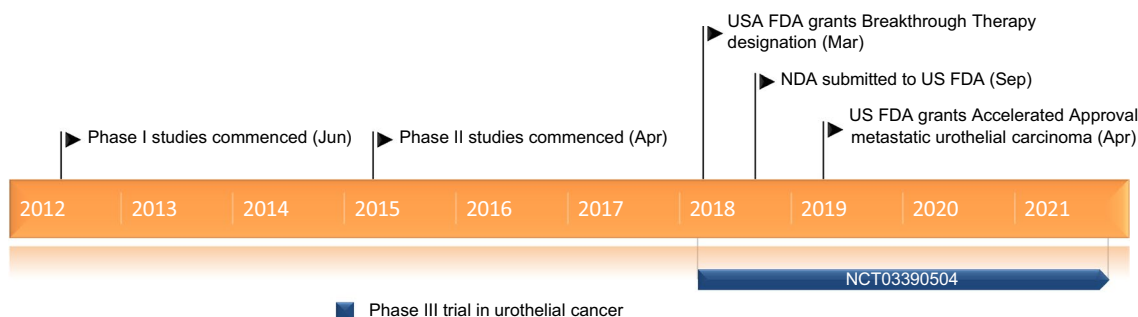 USA FDA grants Breakthrough Therapy
designation (Mar)
NDA submitted to US FDA (Sep)
US FDA grants Accelerated Approval
metastatic urothelial carcinoma (Apr)
Phase I studies commenced (Jun)
Phase II studies commenced (Apr)
2012 2013 2014 2015 2016 2017 2018 2019 2020 2021
NCT03390504
Phase III trial in urothelial cancer